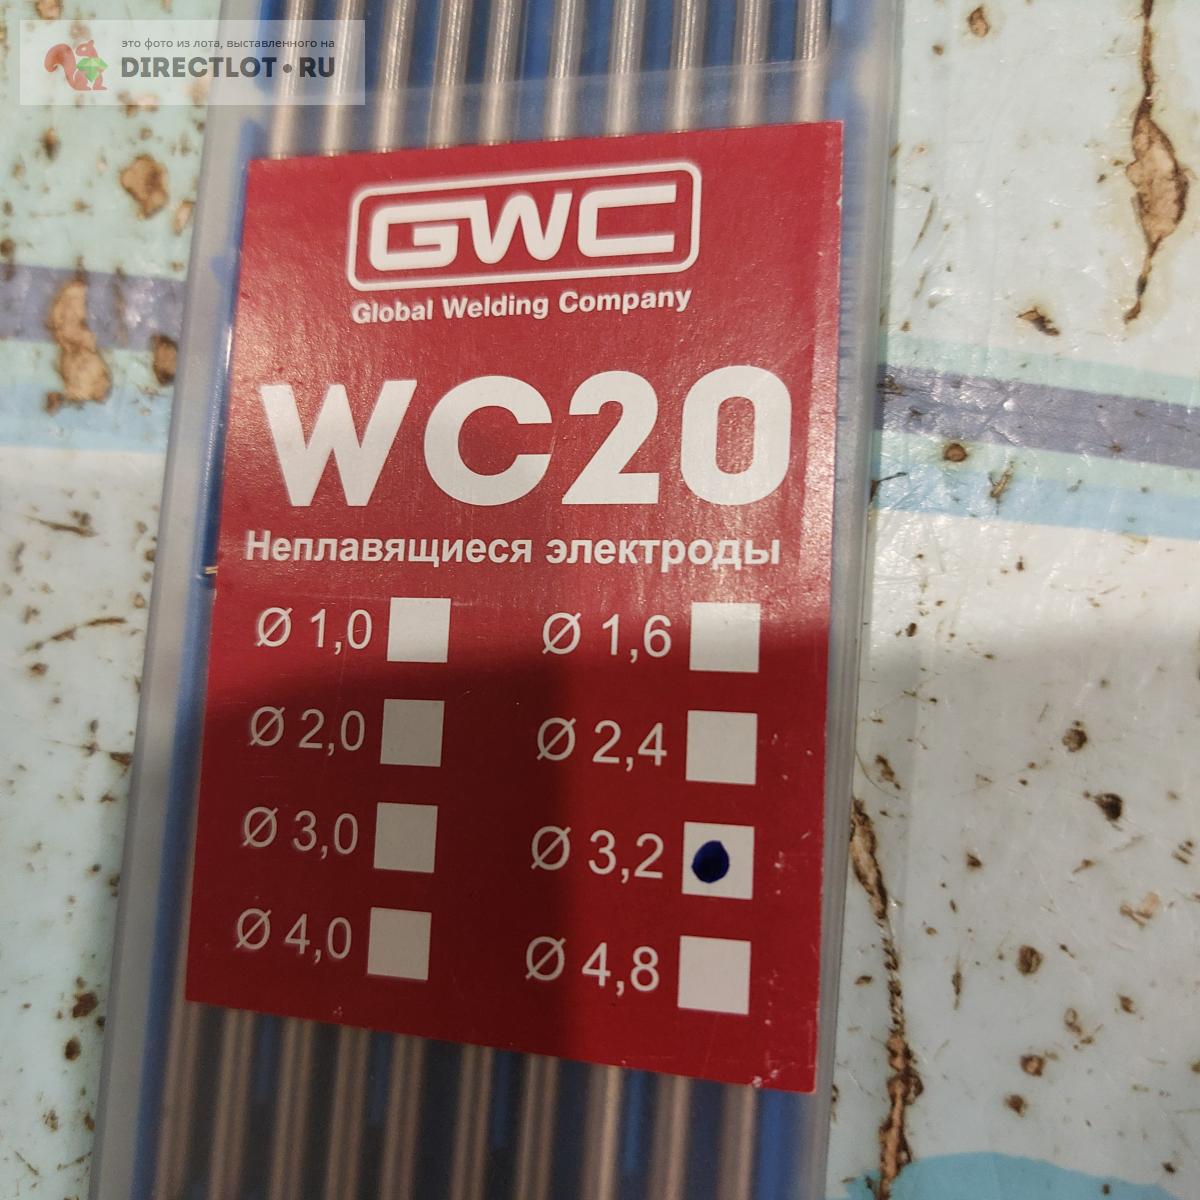 это фото из лота, выставленного на
DIRECTLOT•RU
GWC
Global Welding Company
WC20
Неплавящиеся электроды
Ø 1,0 Ø 1,6
Ø 2,0 Ø 2,4
Ø 3,0 Ø 3,2
Ø 4,0 Ø 4,8